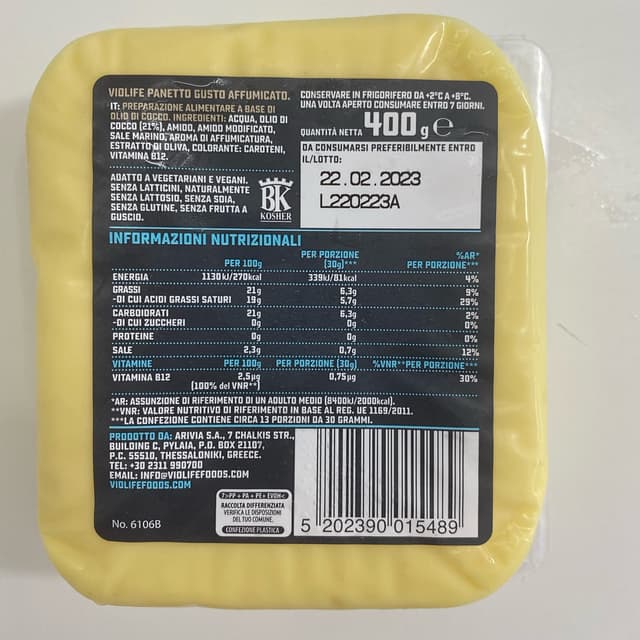 VIOLIFE PANETTO GUSTO AFFUMICATO.
IT: PREPARAZIONE ALIMENTARE A BASE DI
OLIO DI COCCO. INGREDIENTI: ACQUA, OLIO DI
COCCO (21%), AMIDO, AMIDO MODIFICATO,
SALE MARINO, AROMA DI AFFUMICATURA,
ESTRATTO DI OLIVA, COLORANTE: CAROTENI,
VITAMINA B12.
ADATTO A VEGETARIANI E VEGANI.
SENZA LATTICINI, NATURALMENTE
SENZA LATTOSIO, SENZA SOIA,
SENZA GLUTINE, SENZA FRUTTA A
GUSCIO.
BK
KOSHER
CONSERVARE IN FRIGORIFERO DA +2°C A +8°C.
UNA VOLTA APERTO CONSUMARE ENTRO 7 GIORNI.
QUANTITÀ NETTA 400 g e
DA CONSUMARSI PREFERIBILMENTE ENTRO
IL/LOTTO:
22.02.2023
L220223A
INFORMAZIONI NUTRIZIONALI
PER 100g PER PORZIONE (30g)*** %AR* PER PORZIONE***
ENERGIA 1130kJ/270kcal 339kJ/81kcal 4%
GRASSI 21g 6,3g 9%
-DI CUI ACIDI GRASSI SATURI 19g 5,7g 29%
CARBOIDRATI 21g 6,3g 2%
-DI CUI ZUCCHERI 0g 0g 0%
PROTEINE 0g 0g 0%
SALE 2,3g 0,7g 12%
VITAMINE PER 100g PER PORZIONE (30g) %VNR**PER PORZIONE***
VITAMINA B12 2,5µg 0,75µg 30%
(100% del VNR**)
*AR: ASSUNZIONE DI RIFERIMENTO DI UN ADULTO MEDIO (8400kJ/2000kcal).
**VNR: VALORE NUTRITIVO DI RIFERIMENTO IN BASE AL REG. UE 1169/2011.
***LA CONFEZIONE CONTIENE CIRCA 13 PORZIONI DA 30 GRAMMI.
PRODOTTO DA: ARIVIA S.A., 7 CHALKIS STR.,
BUILDING C, PYLAIA, P.O. BOX 21107,
P.C. 55510, THESSALONIKI, GREECE.
TEL: +30 2311 990700
EMAIL: INFO@VIOLIFEFOODS.COM
VIOLIFEFOODS.COM
7>PP + PA + PE + EVOH<
RACCOLTA DIFFERENZIATA
VERIFICA LE DISPOSIZIONI
DEL TUO COMUNE.
CONFEZIONE PLASTICA
No. 6106B
5 202390 015489